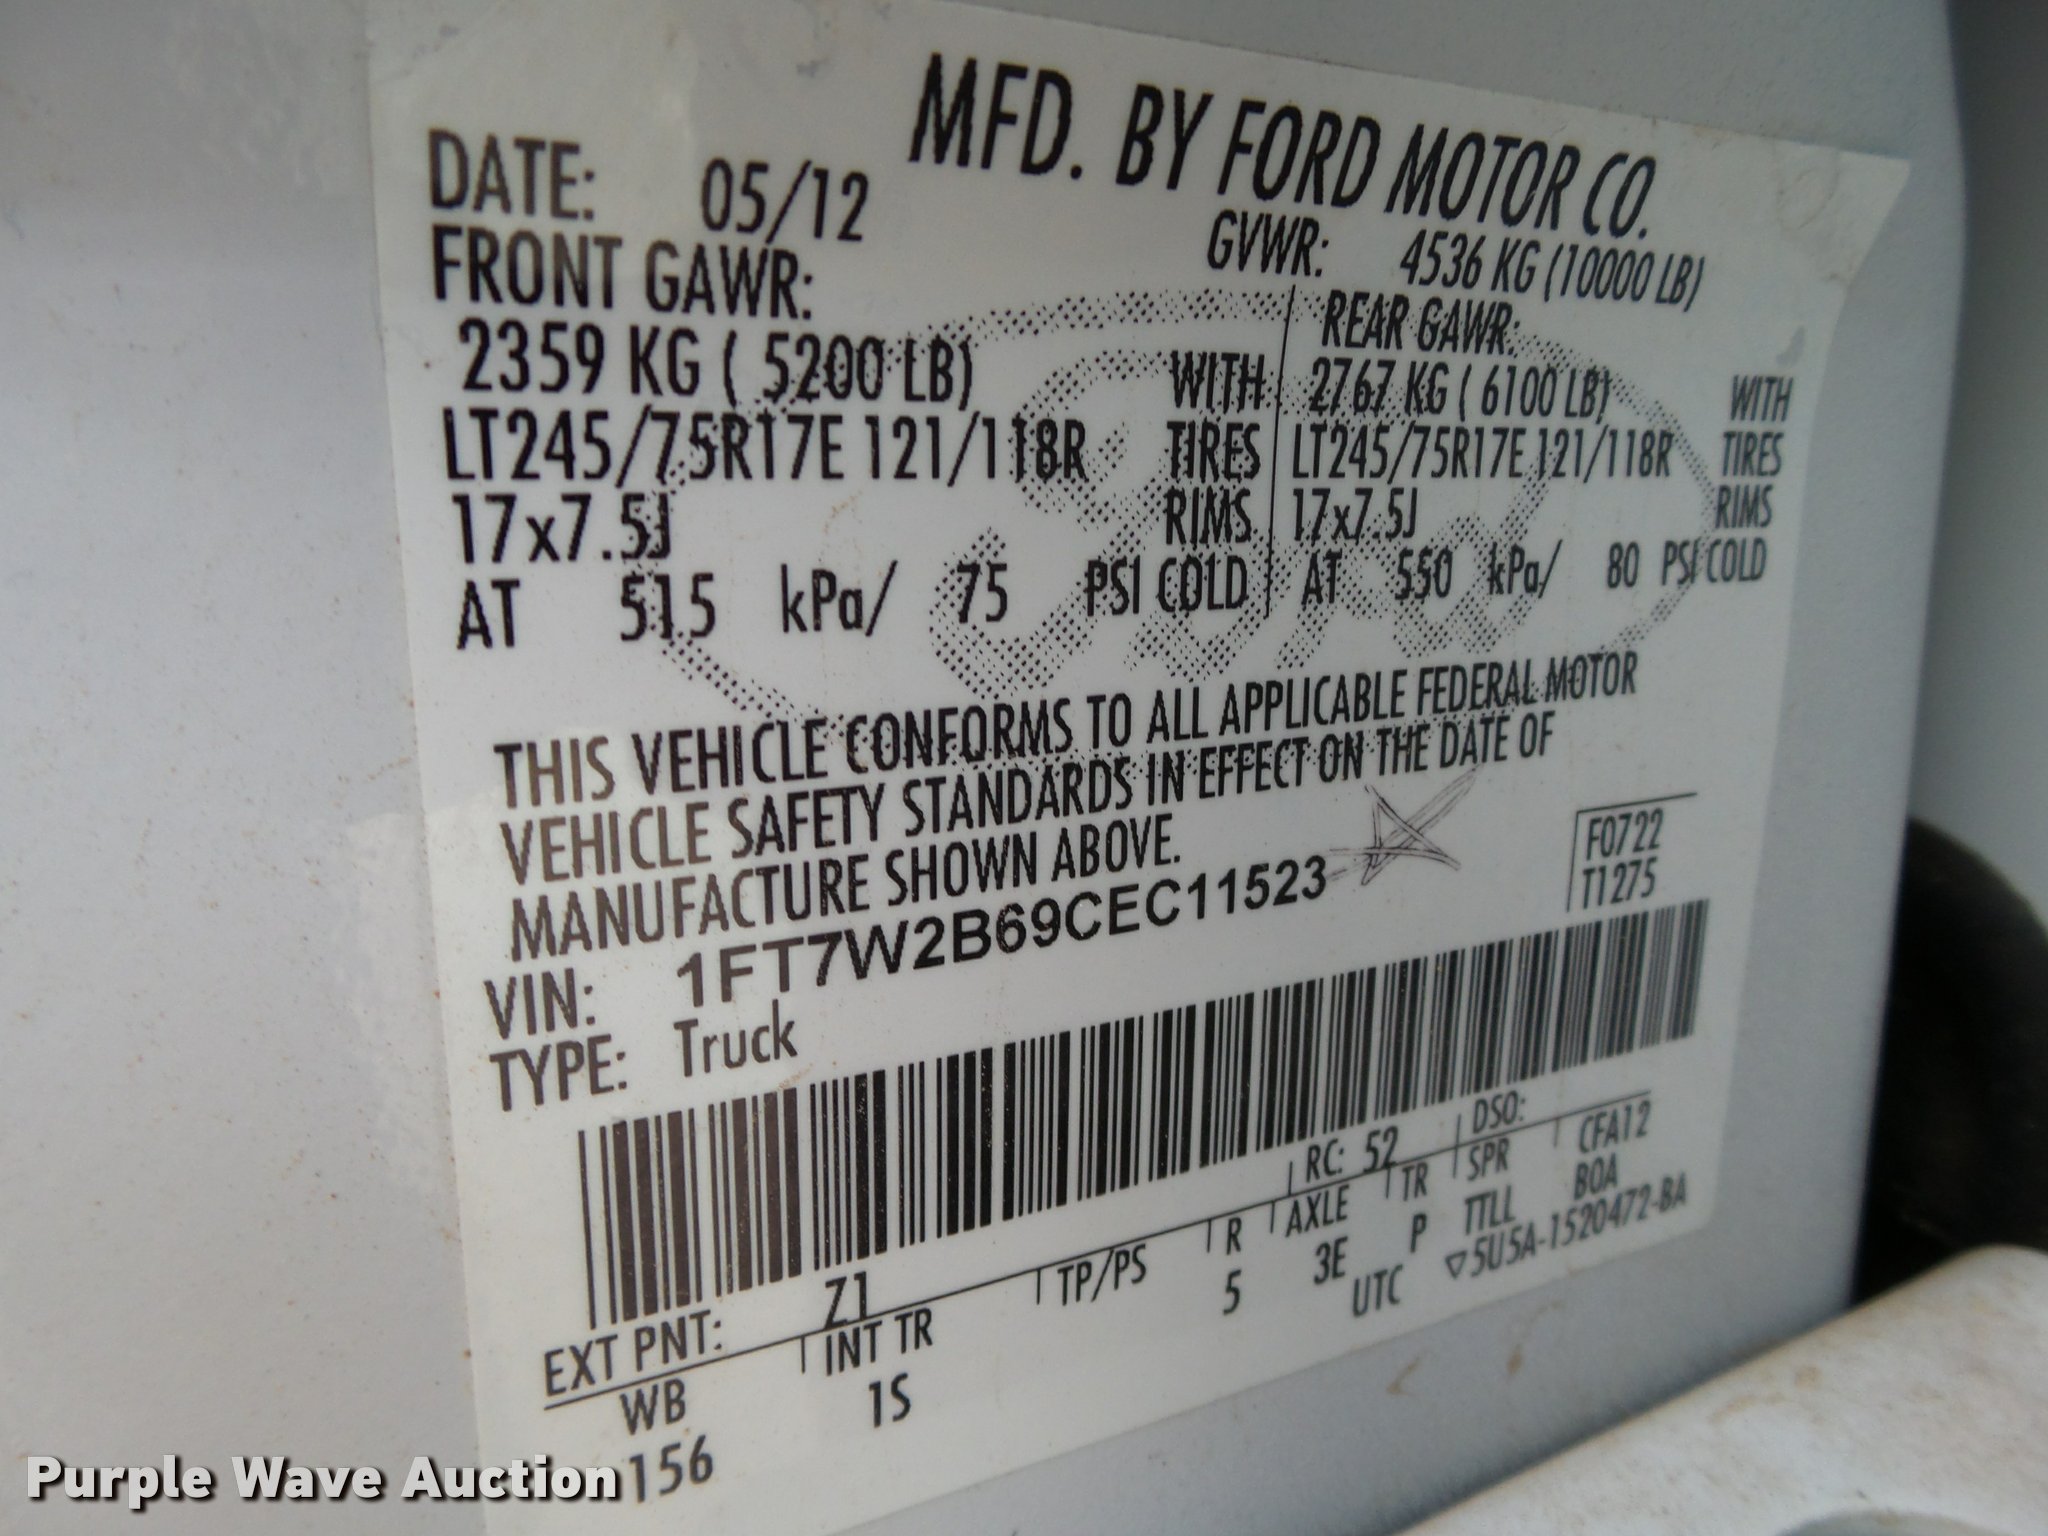 MFD. BY FORD MOTOR CO.
DATE: 05/12 GVWR: 4536 KG (10000 LB)
FRONT GAWR: REAR GAWR:
2359 KG ( 5200 LB) WITH 2767 KG ( 6100 LB) WITH
LT245/75R17E 121/118R TIRES LT245/75R17E 121/118R TIRES
17x7.5J RIMS 17x7.5J RIMS
AT 515 kPa/ 75 PSI COLD AT 550 kPa/ 80 PSI COLD
THIS VEHICLE CONFORMS TO ALL APPLICABLE FEDERAL MOTOR
VEHICLE SAFETY STANDARDS IN EFFECT ON THE DATE OF
MANUFACTURE SHOWN ABOVE.
VIN: 1FT7W2B69CEC11523
TYPE: Truck
F0722
T1275
EXT PNT: Z1 RC: 52 DSO:
WB INT TR TP/PS R AXLE TR SPR CFA12
156 1S 5 3E P TTLL BOA
UTC ▽5U5A-1520472-BA
Ford
Purple Wave Auction